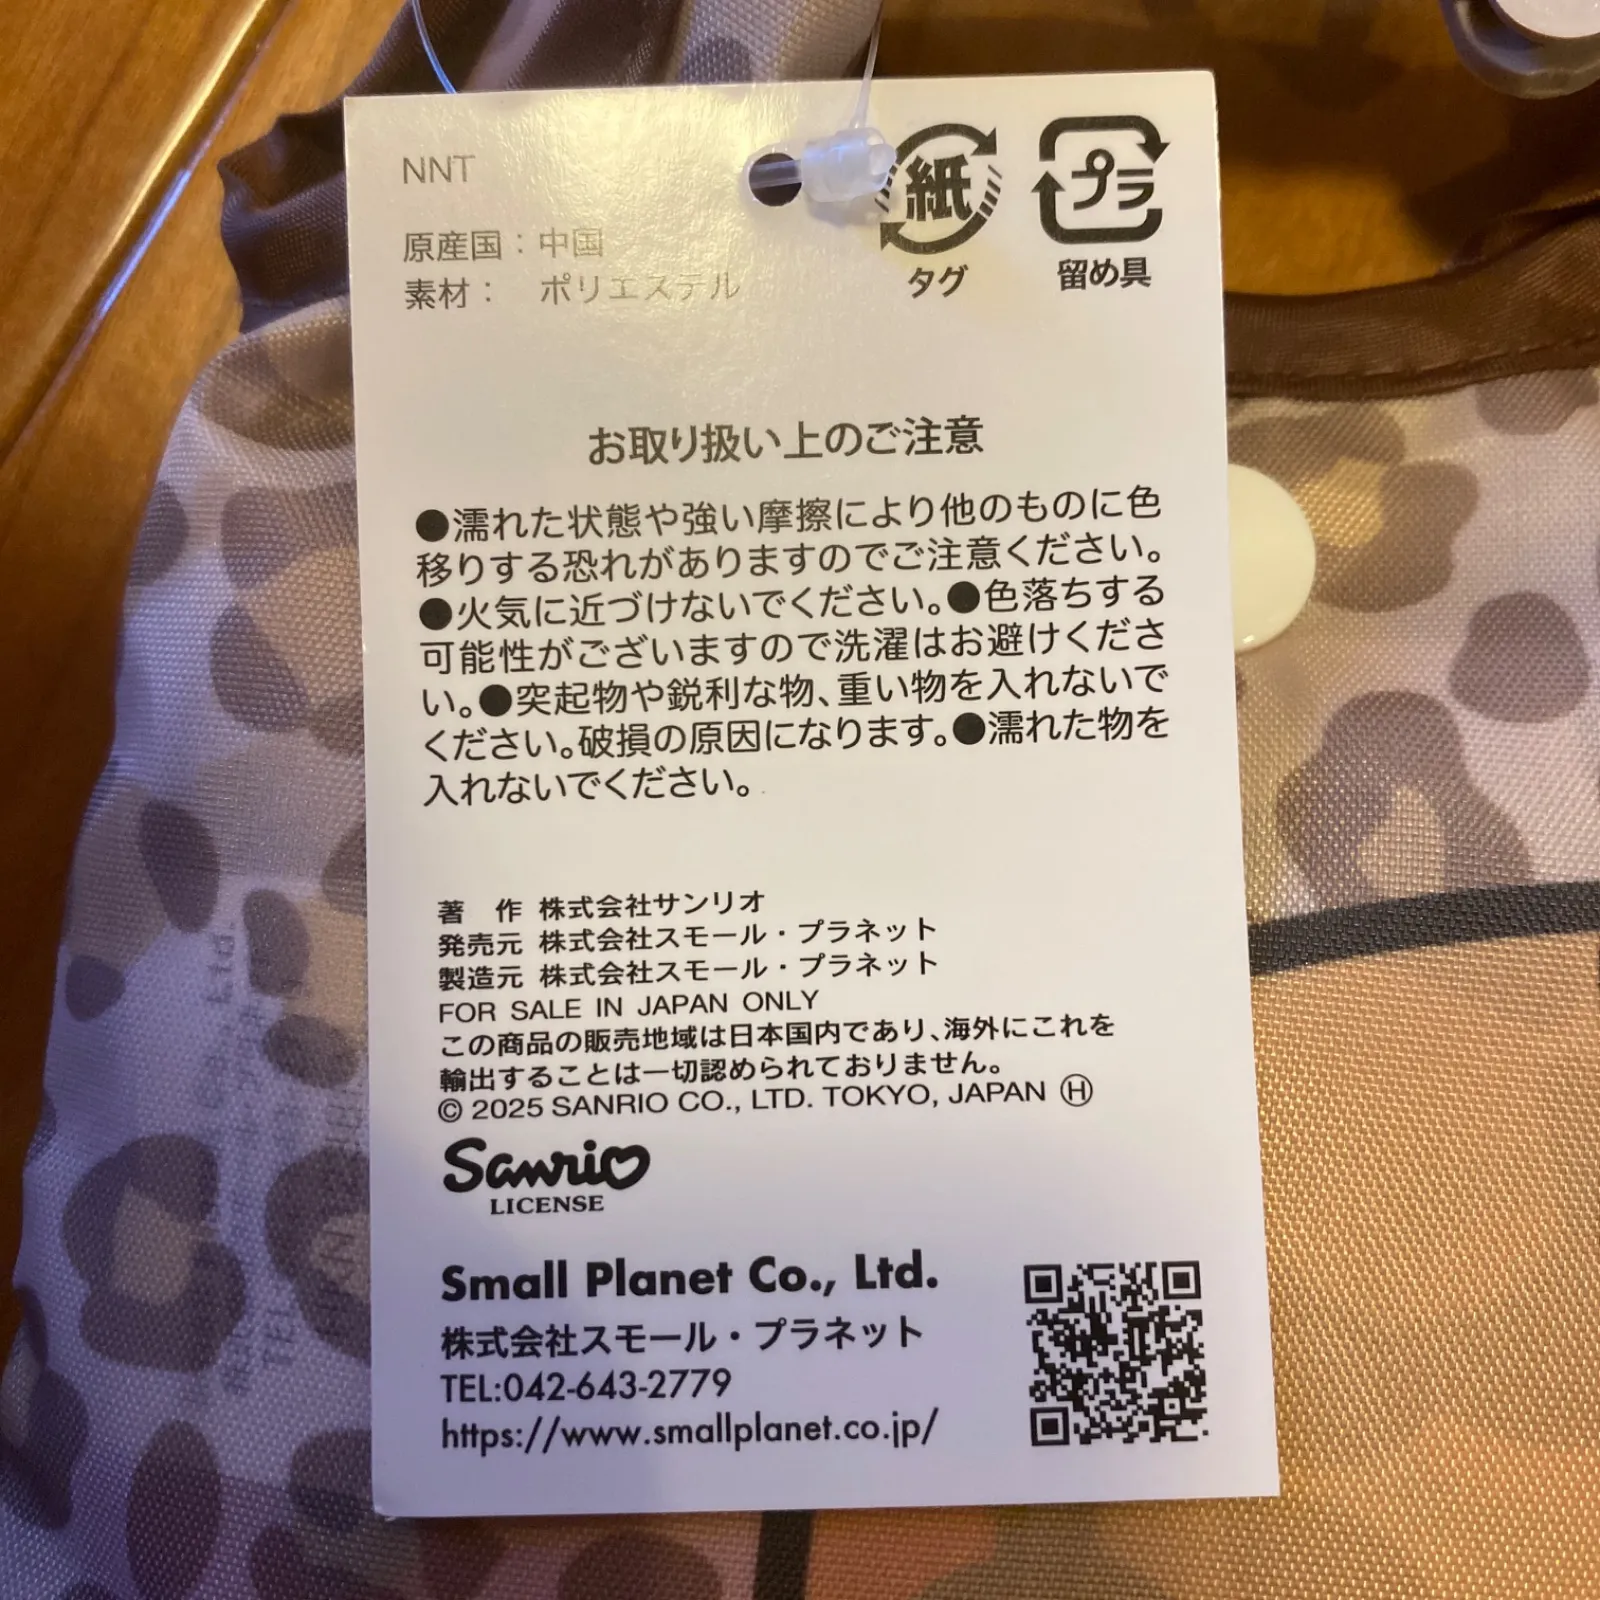 NNT
紙
プラ
タグ
留め具
原産国：中国
素材：　ポリエステル
お取り扱い上のご注意
●濡れた状態や強い摩擦により他のものに色
移りする恐れがありますのでご注意ください。
●火気に近づけないでください。●色落ちする
可能性がございますので洗濯はお避けくださ
い。●突起物や鋭利な物、重い物を入れないで
ください。破損の原因になります。●濡れた物を
入れないでください。
著　作 株式会社サンリオ
発売元 株式会社スモール・プラネット
製造元 株式会社スモール・プラネット
FOR SALE IN JAPAN ONLY
この商品の販売地域は日本国内であり、海外にこれを
輸出することは一切認められておりません。
© 2025 SANRIO CO., LTD. TOKYO, JAPAN Ⓗ
Sanrio
LICENSE
Small Planet Co., Ltd.
株式会社スモール・プラネット
TEL:042-643-2779
https://www.smallplanet.co.jp/